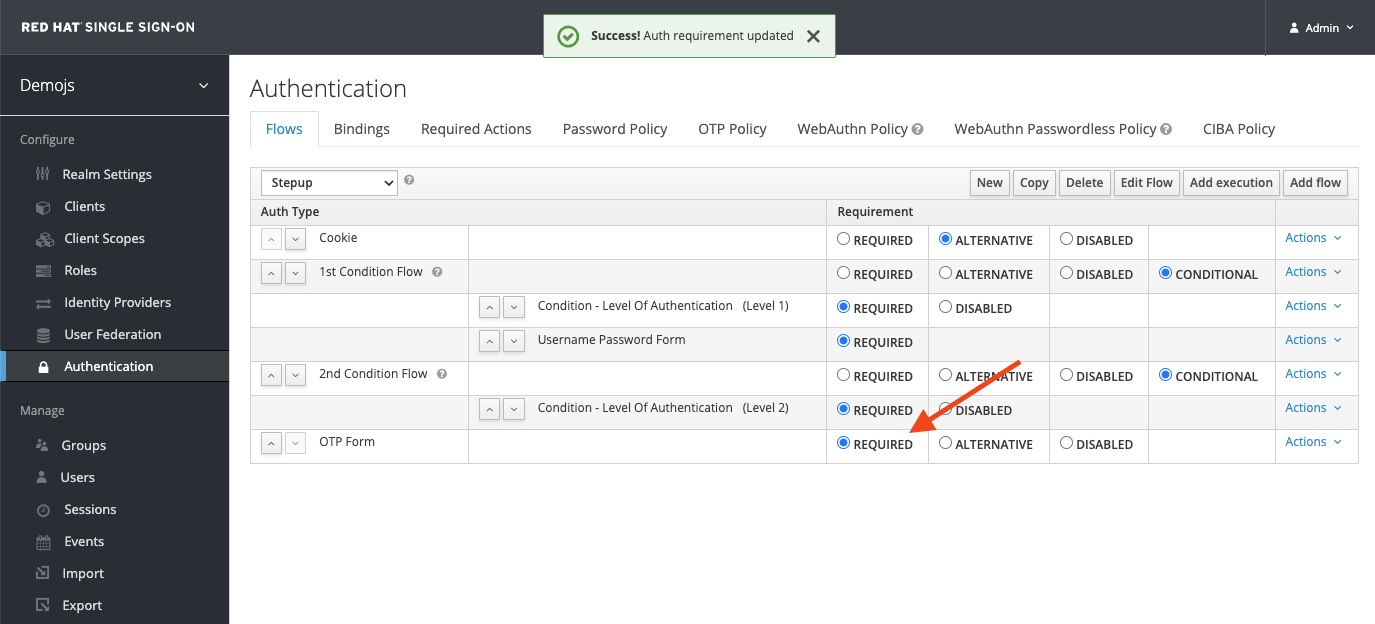 RED HAT® SINGLE SIGN-ON
Success! Auth requirement updated
Admin
Demojs
Configure
Realm Settings
Clients
Client Scopes
Roles
Identity Providers
User Federation
Authentication
Manage
Groups
Users
Sessions
Events
Import
Export
Authentication
Flows Bindings Required Actions Password Policy OTP Policy WebAuthn Policy ? WebAuthn Passwordless Policy ? CIBA Policy
Stepup ? New Copy Delete Edit Flow Add execution Add flow
Auth Type Requirement
Cookie REQUIRED ALTERNATIVE DISABLED Actions
1st Condition Flow ? REQUIRED ALTERNATIVE DISABLED CONDITIONAL Actions
Condition - Level Of Authentication (Level 1) REQUIRED DISABLED Actions
Username Password Form REQUIRED Actions
2nd Condition Flow ? REQUIRED ALTERNATIVE DISABLED CONDITIONAL Actions
Condition - Level Of Authentication (Level 2) REQUIRED DISABLED Actions
OTP Form REQUIRED ALTERNATIVE DISABLED Actions